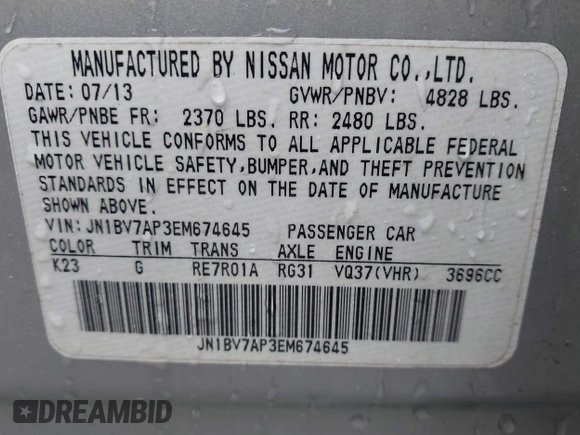 MANUFACTURED BY NISSAN MOTOR CO.,LTD.
DATE: 07/13 GVWR/PNBV: 4828 LBS.
GAWR/PNBE FR: 2370 LBS. RR: 2480 LBS.
THIS VEHICLE CONFORMS TO ALL APPLICABLE FEDERAL
MOTOR VEHICLE SAFETY,BUMPER,AND THEFT PREVENTION
STANDARDS IN EFFECT ON THE DATE OF MANUFACTURE
SHOWN ABOVE.
VIN:JN1BV7AP3EM674645 PASSENGER CAR
COLOR TRIM TRANS AXLE ENGINE
K23 G RE7R01A RG31 VQ37(VHR) 3696CC
JN1BV7AP3EM674645
DREAMBID